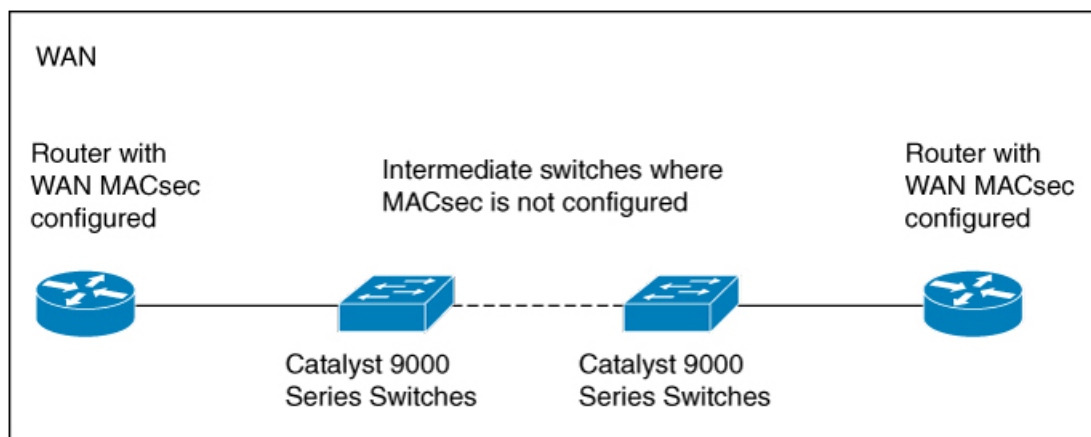 WAN
Router with
WAN MACsec
configured
Intermediate switches where
MACsec is not configured
Router with
WAN MACsec
configured
Catalyst 9000
Series Switches
Catalyst 9000
Series Switches